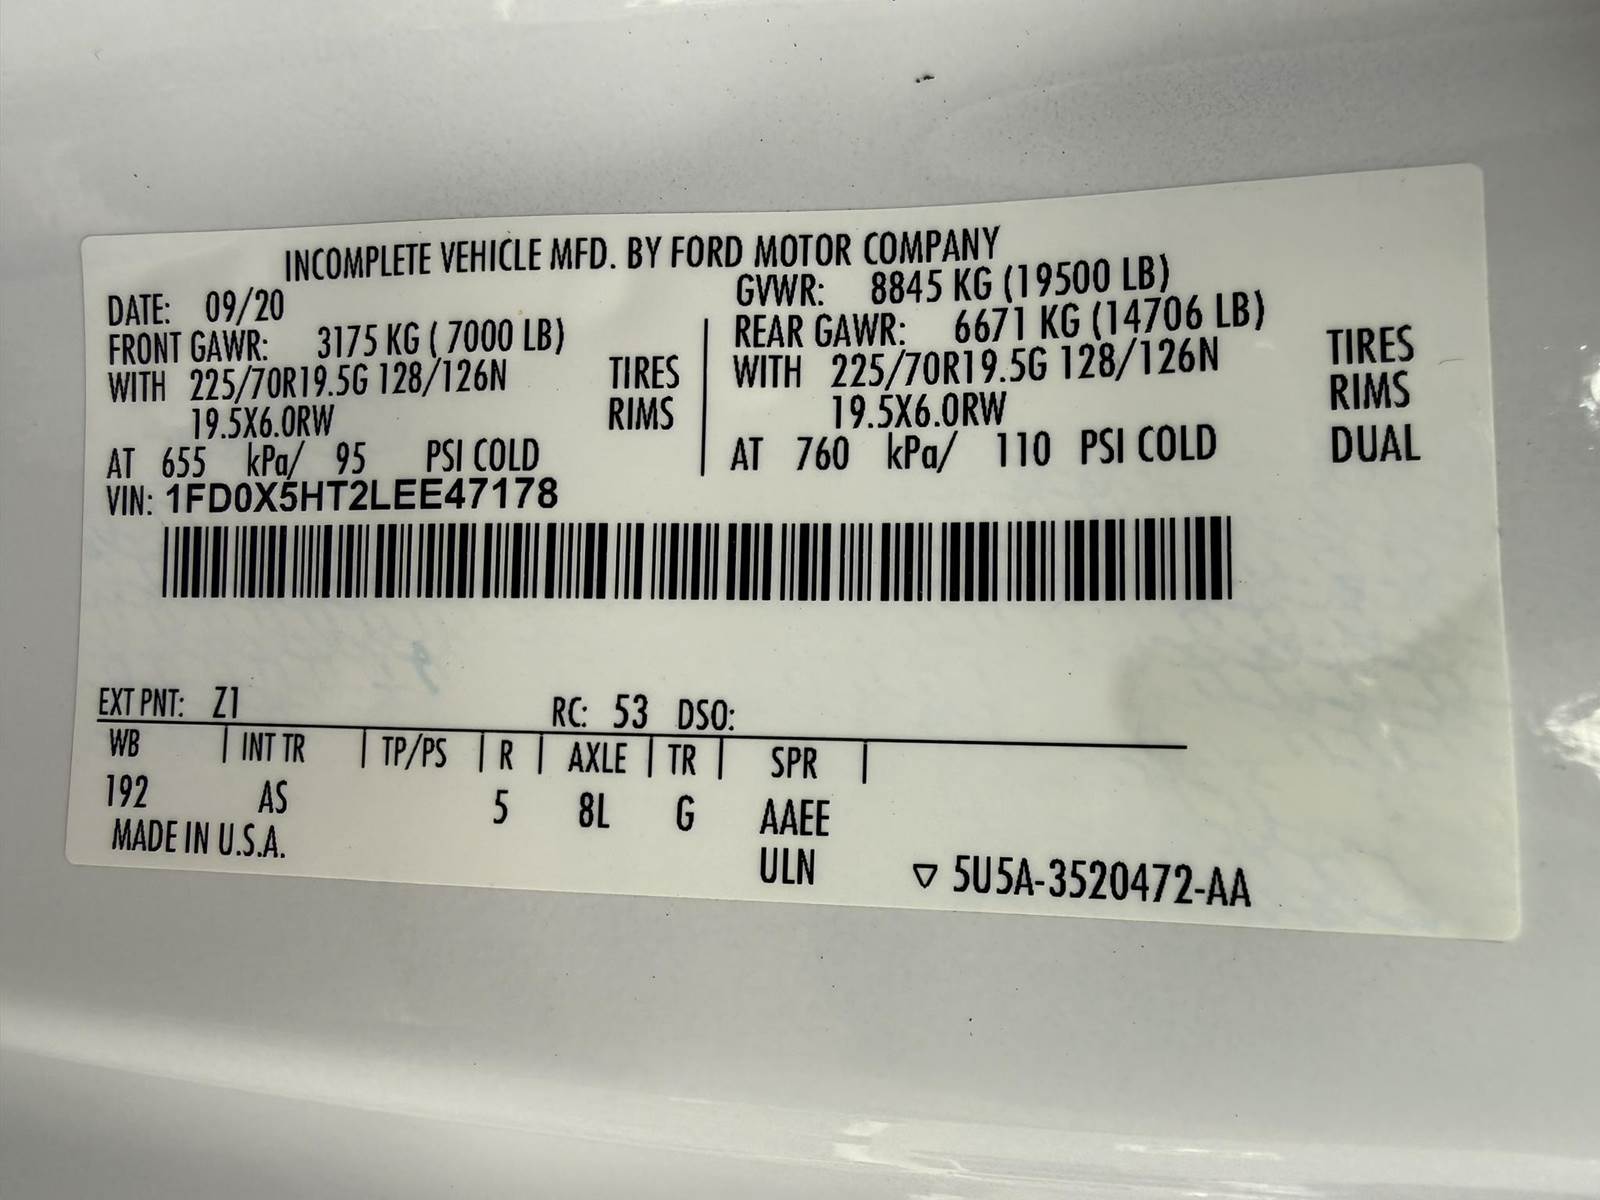 INCOMPLETE VEHICLE MFD. BY FORD MOTOR COMPANY
DATE: 09/20 GVWR: 8845 KG (19500 LB)
FRONT GAWR: 3175 KG ( 7000 LB) REAR GAWR: 6671 KG (14706 LB)
WITH 225/70R19.5G 128/126N TIRES WITH 225/70R19.5G 128/126N TIRES
19.5X6.0RW RIMS 19.5X6.0RW RIMS
AT 655 kPa/ 95 PSI COLD AT 760 kPa/ 110 PSI COLD DUAL
VIN: 1FD0X5HT2LEE47178
EXT PNT: Z1 RC: 53 DSO:
WB INT TR TP/PS R AXLE TR SPR
192 AS 5 8L G AAEE
MADE IN U.S.A. ULN ▽ 5U5A-3520472-AA